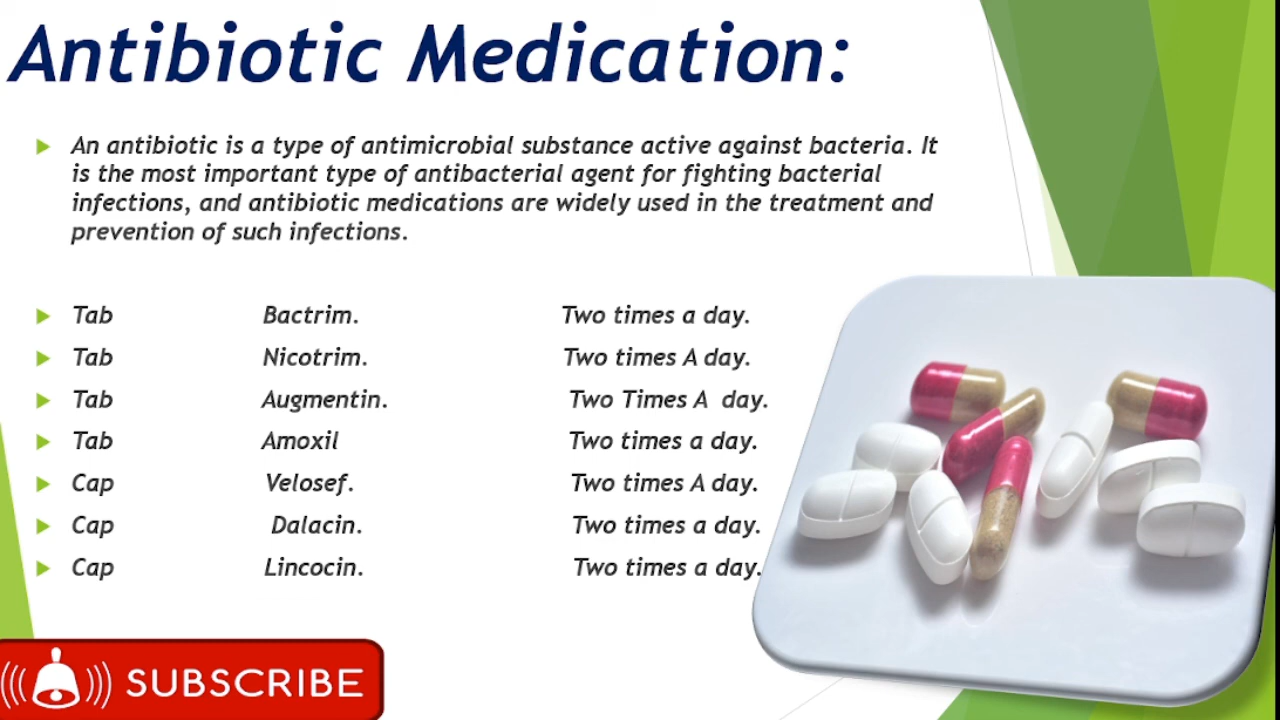 Antibiotic Medication:
An antibiotic is a type of antimicrobial substance active against bacteria. It
is the most important type of antibacterial agent for fighting bacterial
infections, and antibiotic medications are widely used in the treatment and
prevention of such infections.
Tab Bactrim. Two times a day.
Tab Nicotrim. Two times A day.
Tab Augmentin. Two Times A day.
Tab Amoxil Two times a day.
Cap Velosef. Two times A day.
Cap Dalacin. Two times a day.
Cap Lincocin. Two times a day.
SUBSCRIBE